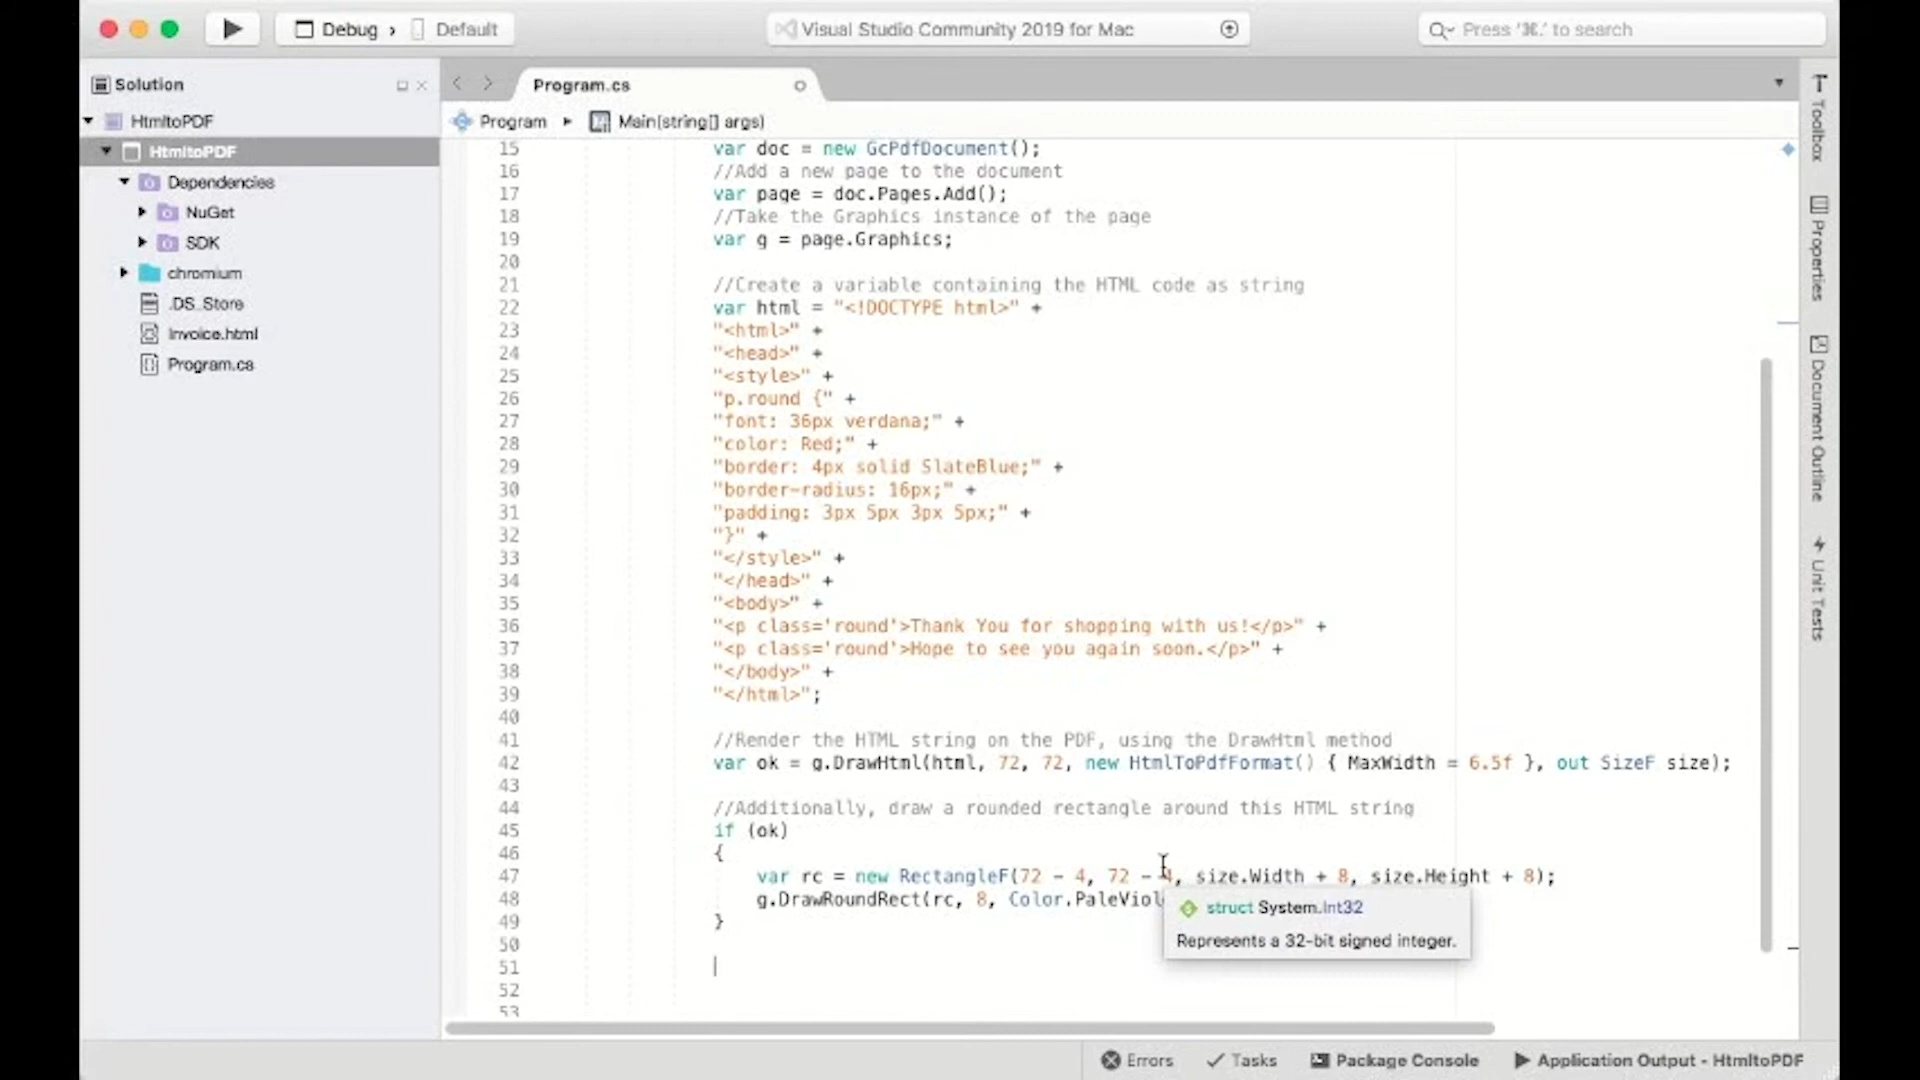 Debug › Default
Visual Studio Community 2019 for Mac
Press '⌘.' to search
Solution
HtmltoPDF
HtmltoPDF
Dependencies
NuGet
SDK
chromium
.DS_Store
Invoice.html
Program.cs
Program.cs
Program ▸ Main(string[] args)
15 var doc = new GcPdfDocument();
16 //Add a new page to the document
17 var page = doc.Pages.Add();
18 //Take the Graphics instance of the page
19 var g = page.Graphics;
20
21 //Create a variable containing the HTML code as string
22 var html = "<!DOCTYPE html>" +
23 "<html>" +
24 "<head>" +
25 "<style>" +
26 "p.round {" +
27 "font: 36px verdana;" +
28 "color: Red;" +
29 "border: 4px solid SlateBlue;" +
30 "border-radius: 16px;" +
31 "padding: 3px 5px 3px 5px;" +
32 "}" +
33 "</style>" +
34 "</head>" +
35 "<body>" +
36 "<p class='round'>Thank You for shopping with us!</p>" +
37 "<p class='round'>Hope to see you again soon.</p>" +
38 "</body>" +
39 "</html>";
40
41 //Render the HTML string on the PDF, using the DrawHtml method
42 var ok = g.DrawHtml(html, 72, 72, new HtmlToPdfFormat() { MaxWidth = 6.5f }, out SizeF size);
43
44 //Additionally, draw a rounded rectangle around this HTML string
45 if (ok)
46 {
47 var rc = new RectangleF(72 - 4, 72 - 4, size.Width + 8, size.Height + 8);
48 g.DrawRoundRect(rc, 8, Color.PaleViol
49 }
50
51
52
53
struct System.Int32
Represents a 32-bit signed integer.
Toolbox
Properties
Document Outline
Unit Tests
Errors
Tasks
Package Console
Application Output - HtmltoPDF